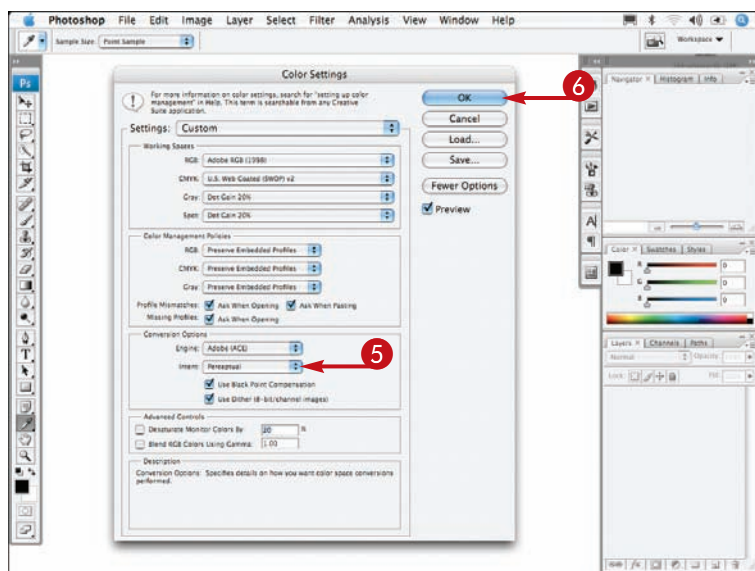 Photoshop File Edit Image Layer Select Filter Analysis View Window Help
Sample Size: Point Sample
Workspace
Ps
Color Settings
For more information on color settings, search for "setting up color
management" in Help. This term is searchable from any Creative
Suite application.
Settings: Custom
Working Spaces
RGB: Adobe RGB (1998)
CMYK: U.S. Web Coated (SWOP) v2
Gray: Dot Gain 20%
Spot: Dot Gain 20%
Color Management Policies
RGB: Preserve Embedded Profiles
CMYK: Preserve Embedded Profiles
Gray: Preserve Embedded Profiles
Profile Mismatches: Ask When Opening Ask When Pasting
Missing Profiles: Ask When Opening
Conversion Options
Engine: Adobe (ACE)
Intent: Perceptual
5
Use Black Point Compensation
Use Dither (8-bit/channel images)
Advanced Controls
Desaturate Monitor Colors By: 20 %
Blend RGB Colors Using Gamma: 1.00
Description
Conversion Options: Specifies details on how you want color space conversions
performed.
OK
6
Cancel
Load...
Save...
Fewer Options
Preview
Navigator × Histogram Info
Color × Swatches Styles
R 0
G 0
B 0
Layers × Channels Paths
Normal Opacity:
Lock: Fill: